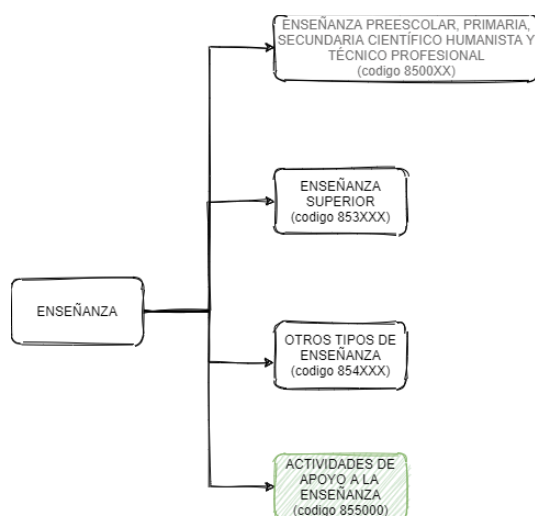 ENSEÑANZA PREESCOLAR, PRIMARIA,
SECUNDARIA CIENTÍFICO HUMANISTA Y
TÉCNICO PROFESIONAL
(codigo 8500XX)
ENSEÑANZA
SUPERIOR
(codigo 853XXX)
ENSEÑANZA
OTROS TIPOS DE
ENSEÑANZA
(codigo 854XXX)
ACTIVIDADES DE
APOYO A LA
ENSEÑANZA
(codigo 855000)